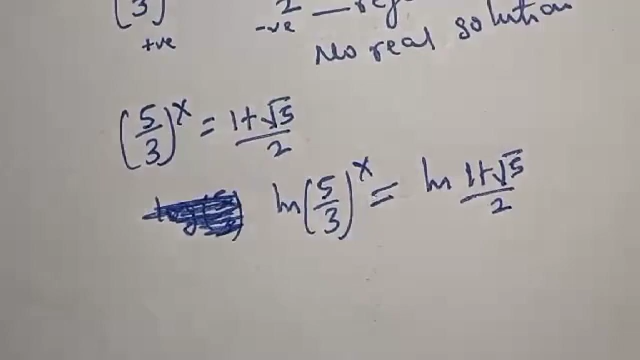 (  3)  2 — rej
+ve -ve No real solution
(5/3)^x = 1+√5/2
ln(5/3)^x = ln 1+√5/2